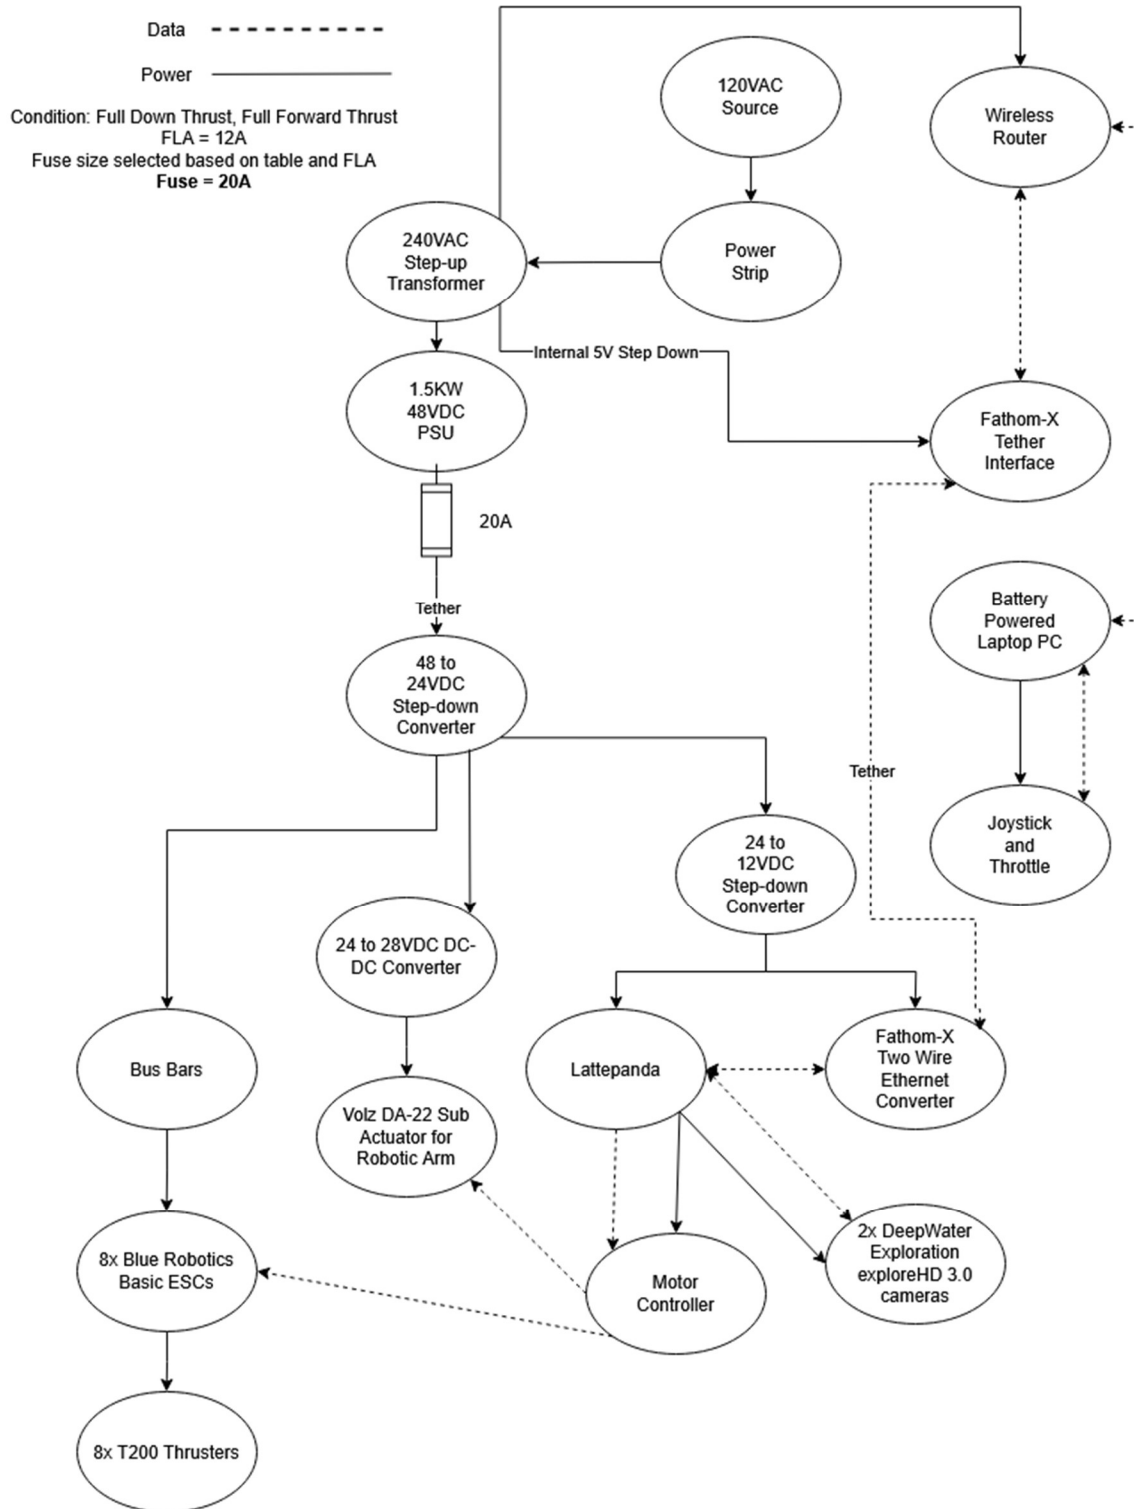 Data
Power
Condition: Full Down Thrust, Full Forward Thrust
FLA = 12A
Fuse size selected based on table and FLA
Fuse = 20A
120VAC
Source
Wireless
Router
240VAC
Step-up
Transformer
Power
Strip
Internal 5V Step Down
1.5KW
48VDC
PSU
Fathom-X
Tether
Interface
20A
Tether
Battery
Powered
Laptop PC
48 to
24VDC
Step-down
Converter
Tether
Joystick
and
Throttle
24 to
12VDC
Step-down
Converter
24 to 28VDC DC-
DC Converter
Bus Bars
Lattepanda
Fathom-X
Two Wire
Ethernet
Converter
Volz DA-22 Sub
Actuator for
Robotic Arm
8x Blue Robotics
Basic ESCs
Motor
Controller
2x DeepWater
Exploration
exploreHD 3.0
cameras
8x T200 Thrusters